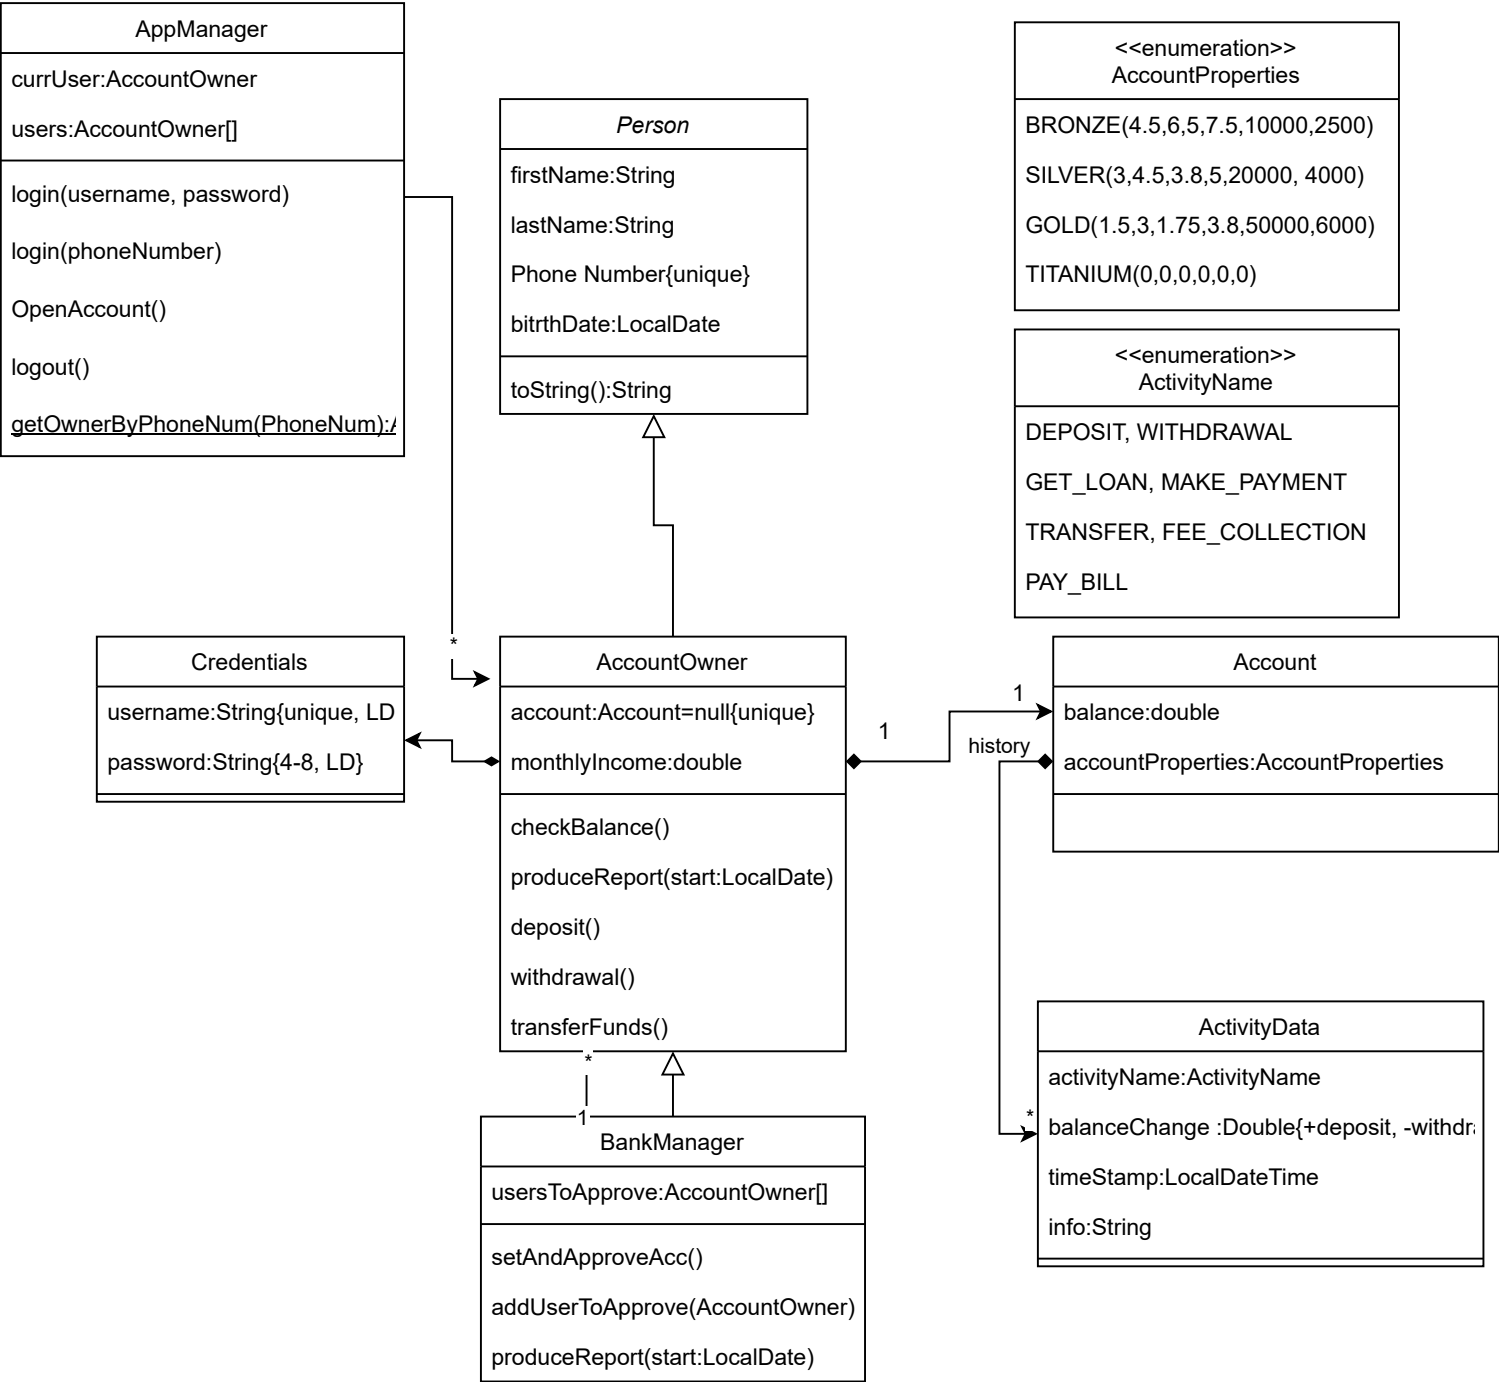 AppManager
currUser:AccountOwner
users:AccountOwner[]
login(username, password)
login(phoneNumber)
OpenAccount()
logout()
getOwnerByPhoneNum(PhoneNum):
Person
firstName:String
lastName:String
Phone Number{unique}
bitrthDate:LocalDate
toString():String
<<enumeration>>
AccountProperties
BRONZE(4.5,6,5,7.5,10000,2500)
SILVER(3,4.5,3.8,5,20000, 4000)
GOLD(1.5,3,1.75,3.8,50000,6000)
TITANIUM(0,0,0,0,0,0)
<<enumeration>>
ActivityName
DEPOSIT, WITHDRAWAL
GET_LOAN, MAKE_PAYMENT
TRANSFER, FEE_COLLECTION
PAY_BILL
*
Credentials
username:String{unique, LD
password:String{4-8, LD}
AccountOwner
account:Account=null{unique}
monthlyIncome:double
checkBalance()
produceReport(start:LocalDate)
deposit()
withdrawal()
transferFunds()
1
1
history
Account
balance:double
accountProperties:AccountProperties
*
ActivityData
activityName:ActivityName
balanceChange :Double{+deposit, -withdr
timeStamp:LocalDateTime
info:String
*
1
BankManager
usersToApprove:AccountOwner[]
setAndApproveAcc()
addUserToApprove(AccountOwner)
produceReport(start:LocalDate)